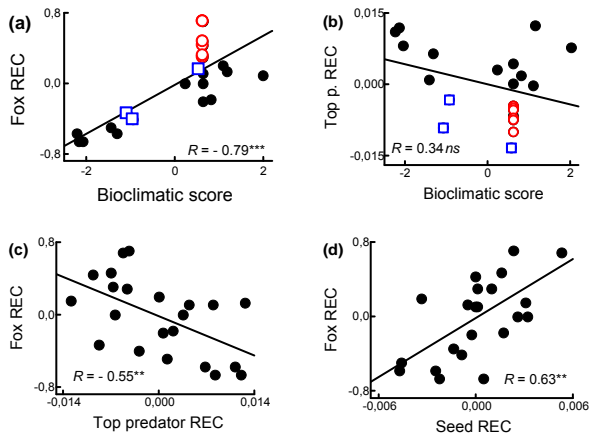 (a)
0.8
0.0
-0.8
Fox REC
R = - 0.79***
-2
0
2
Bioclimatic score
(b)
0,015
0,000
-0,015
Top p. REC
R = 0.34 ns
-2
0
2
Bioclimatic score
(c)
0,8
0,0
-0,8
Fox REC
R = - 0.55**
-0,014
0,000
0,014
Top predator REC
(d)
0,8
0,0
-0,8
Fox REC
R = 0.63**
-0,006
0,000
0,006
Seed REC